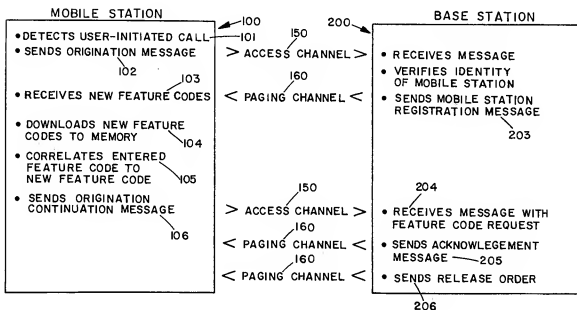 MOBILE STATION
100
• DETECTS USER-INITIATED CALL 101
• SENDS ORIGINATION MESSAGE
102
103
• RECEIVES NEW FEATURE CODES
• DOWNLOADS NEW FEATURE
CODES TO MEMORY 104
• CORRELATES ENTERED
FEATURE CODE TO
NEW FEATURE CODE 105
• SENDS ORIGINATION
CONTINUATION MESSAGE
106
150
> ACCESS CHANNEL >
160
< PAGING CHANNEL <
150
> ACCESS CHANNEL >
160
< PAGING CHANNEL <
160
< PAGING CHANNEL <
BASE STATION
200
• RECEIVES MESSAGE
• VERIFIES IDENTITY
OF MOBILE STATION
• SENDS MOBILE STATION
REGISTRATION MESSAGE
203
204
• RECEIVES MESSAGE WITH
FEATURE CODE REQUEST
• SENDS ACKNOWLEGEMENT
MESSAGE 205
• SENDS RELEASE ORDER
206